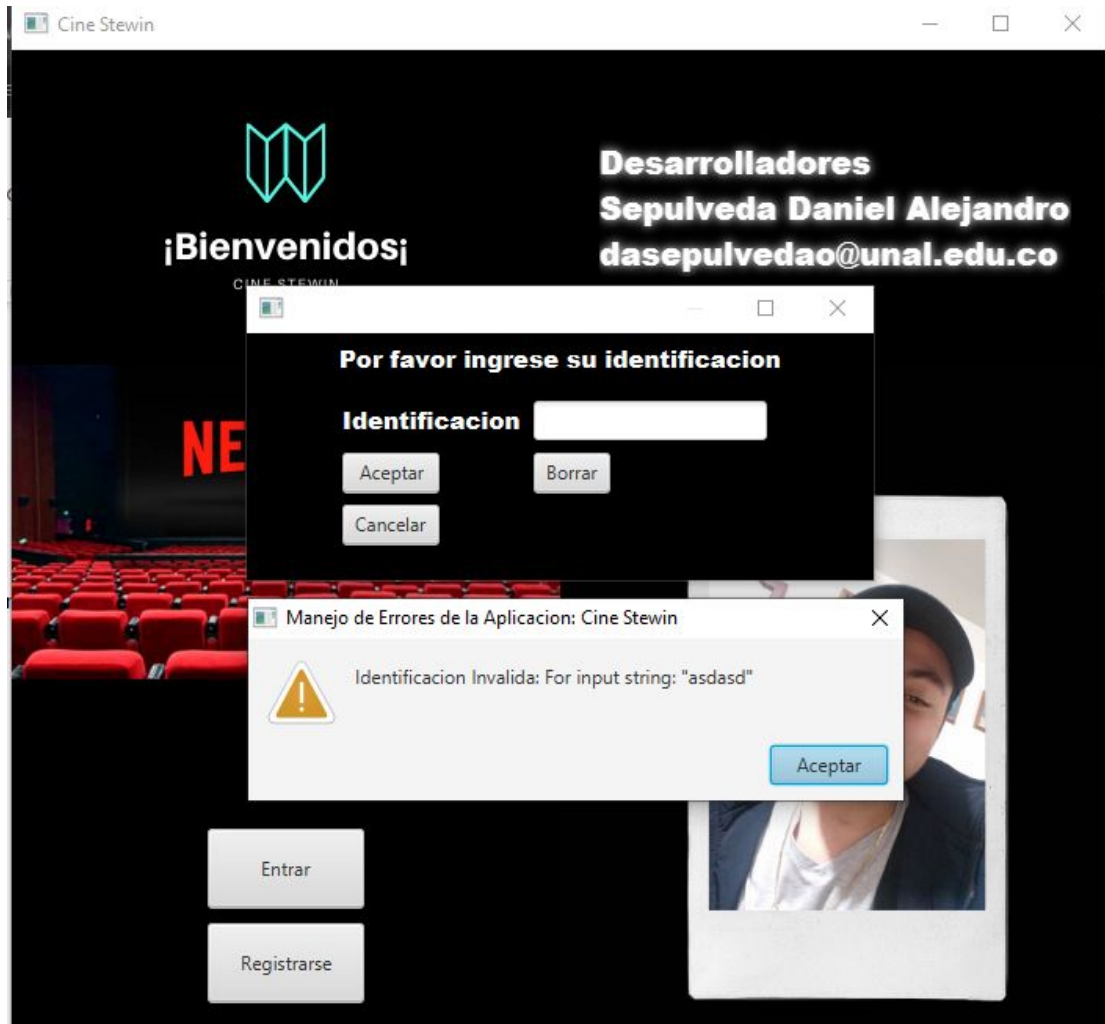 Cine Stewin
¡Bienvenidos¡
CINE STEWIN
Desarrolladores
Sepulveda Daniel Alejandro
dasepulvedao@unal.edu.co
NE
Por favor ingrese su identificacion
Identificacion
Aceptar
Borrar
Cancelar
Manejo de Errores de la Aplicacion: Cine Stewin
Identificacion Invalida: For input string: "asdasd"
Aceptar
Entrar
Registrarse